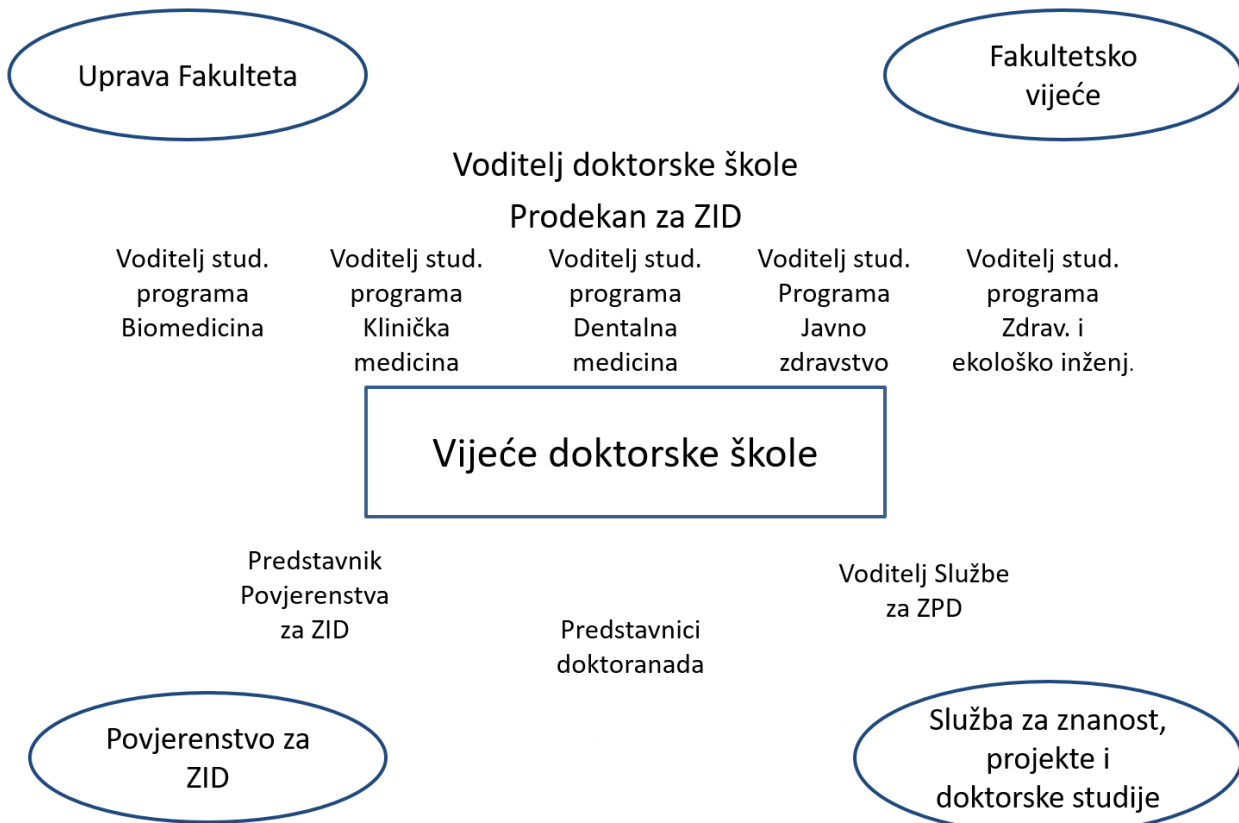 Uprava Fakulteta
Fakultetsko
vijeće
Voditelj doktorske škole
Prodekan za ZID
Voditelj stud.
programa
Biomedicina
Voditelj stud.
programa
Klinička
medicina
Voditelj stud.
programa
Dentalna
medicina
Voditelj stud.
Programa
Javno
zdravstvo
Voditelj stud.
programa
Zdrav. i
ekološko inženj.
Vijeće doktorske škole
Predstavnik
Povjerenstva
za ZID
Predstavnici
doktoranada
Voditelj Službe
za ZPD
Povjerenstvo za
ZID
Služba za znanost,
projekte i
doktorske studije